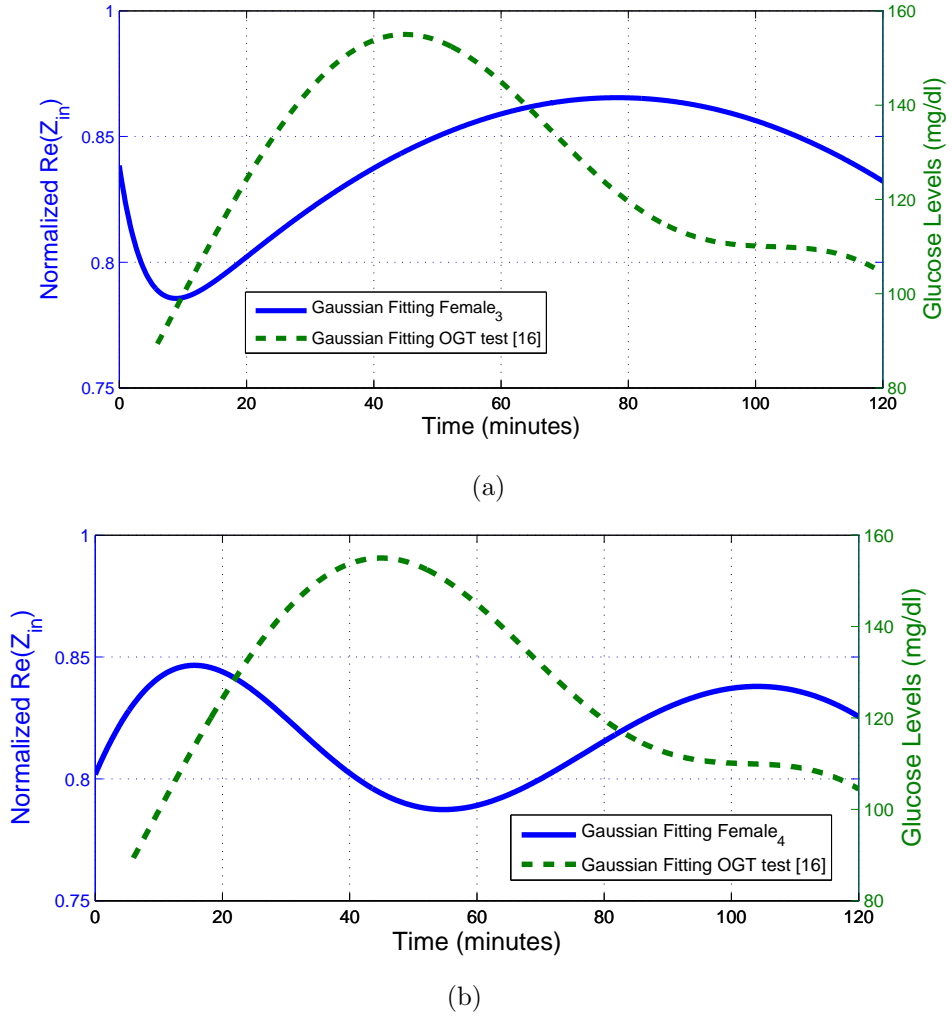 1
0.85
0.8
0.75
Normalized Re(Z_in)
160
140
120
100
80
Glucose Levels (mg/dl)
Gaussian Fitting Female_3
Gaussian Fitting OGT test [16]
0 20 40 60 80 100 120
Time (minutes)
(a)
1
0.85
0.8
0.75
Normalized Re(Z_in)
160
140
120
100
80
Glucose Levels (mg/dl)
Gaussian Fitting Female_4
Gaussian Fitting OGT test [16]
0 20 40 60 80 100 120
Time (minutes)
(b)